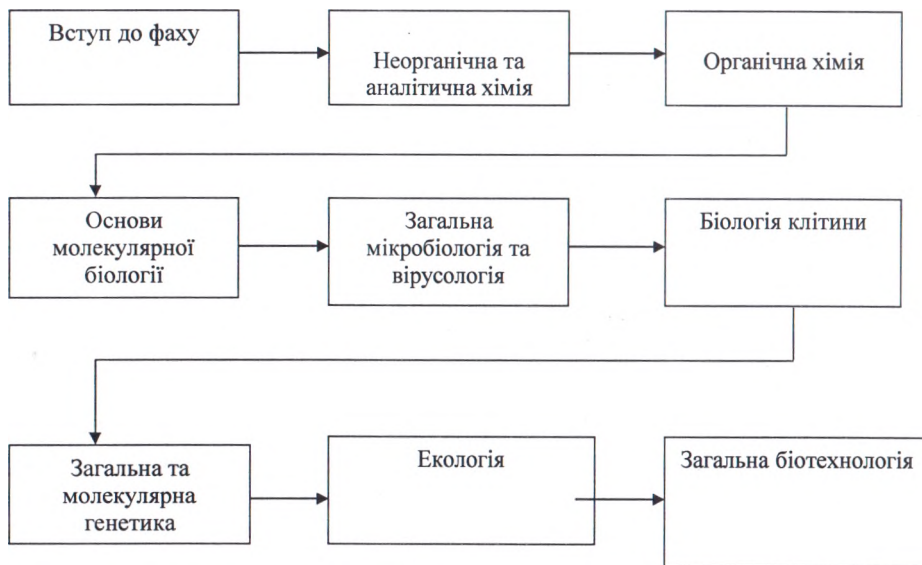 Вступ до фаху
Неорганічна та
аналітична хімія
Органічна хімія
Основи
молекулярної
біології
Загальна
мікробіологія та
вірусологія
Біологія клітини
Загальна та
молекулярна
генетика
Екологія
Загальна біотехнологія